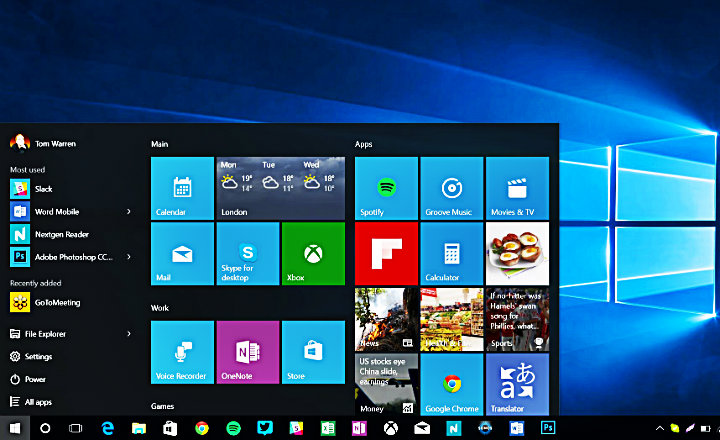 Tom Warren
Most used
Slack
Word Mobile
Nextgen Reader
Adobe Photoshop CC...
Recently added
GoToMeeting
File Explorer
Settings
Power
All apps
Main
Calendar
Mon Tue Wed
19° 18° 18°
14° 11° 10°
London
Mail
Skype for
desktop
Xbox
Work
Voice Recorder
OneNote
Store
Games
Apps
Spotify
Groove Music
Movies & TV
Calculator
News
If no-hitter was
Hamels' swan
song for
Phillies, what...
Sports
US stocks eye
China slide,
earnings
Money
Google Chrome
Translator